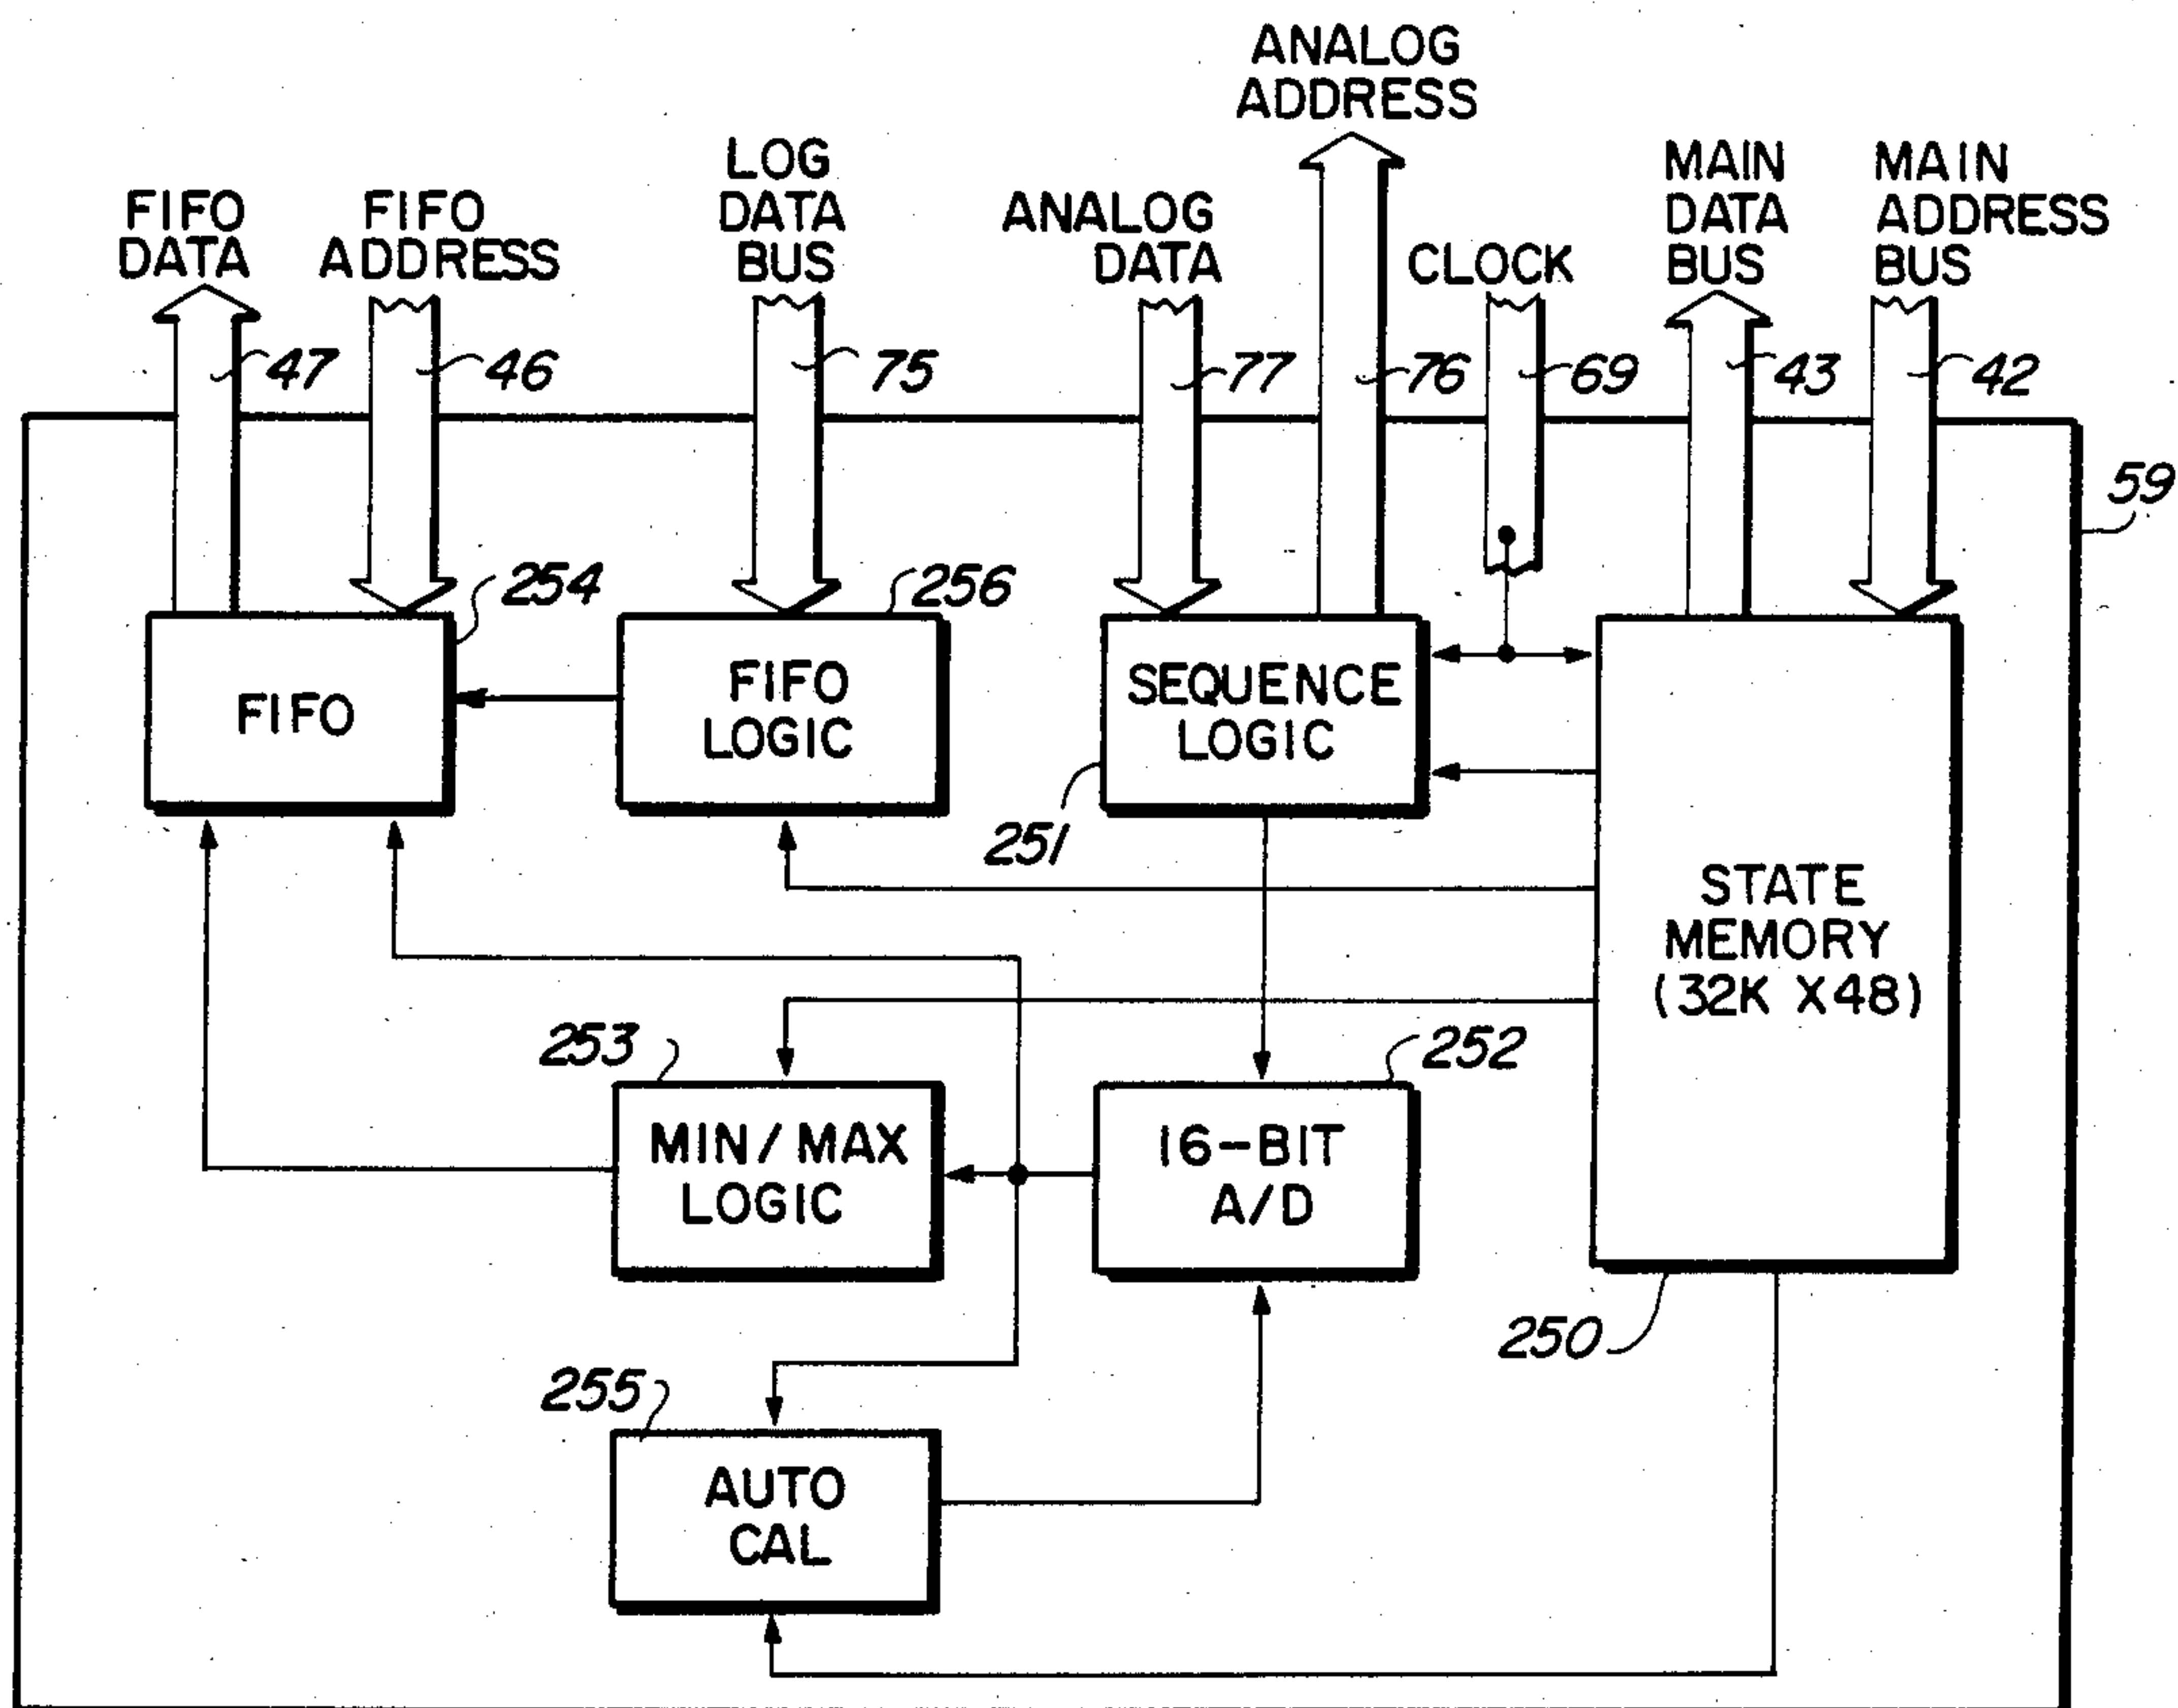 ANALOG
ADDRESS
FIFO
DATA
FIFO
ADDRESS
LOG
DATA
BUS
ANALOG
DATA
CLOCK
MAIN
DATA
BUS
MAIN
ADDRESS
BUS
47
46
75
77
76
69
43
42
59
254
256
FIFO
FIFO
LOGIC
SEQUENCE
LOGIC
251
STATE
MEMORY
(32K X48)
253
252
MIN/MAX
LOGIC
16-BIT
A/D
250
255
AUTO
CAL